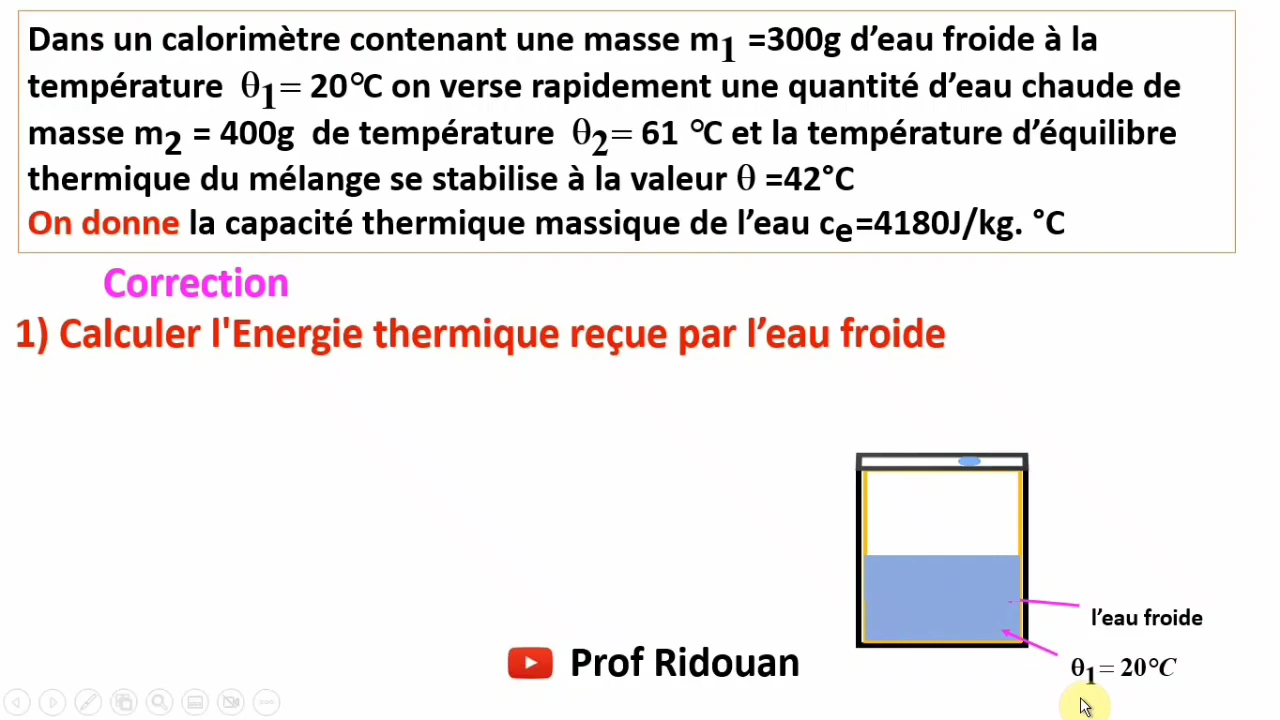 Dans un calorimètre contenant une masse m1 =300g d’eau froide à la
température θ1= 20°C on verse rapidement une quantité d’eau chaude de
masse m2 = 400g de température θ2= 61 °C et la température d’équilibre
thermique du mélange se stabilise à la valeur θ =42°C
On donne la capacité thermique massique de l’eau ce=4180J/kg. °C
Correction
1) Calculer l'Energie thermique reçue par l’eau froide
l’eau froide
θ1= 20°C
Prof Ridouan